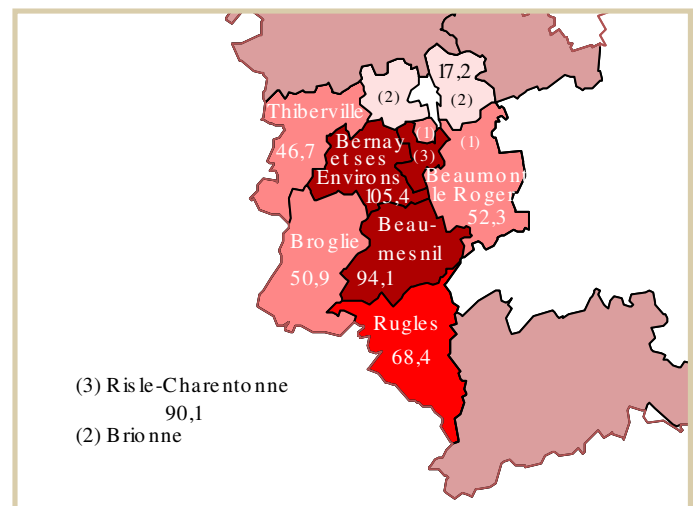 17,2
(2)
(2)
Thiberville
46,7
(1)
(1)
Bernay
et ses
Environs
105,4
(3)
Beaumont
le Roger
52,3
Broglie
50,9
Beau-
mesnil
94,1
Rugles
68,4
(3) Risle-Charentonne
90,1
(2) Brionne